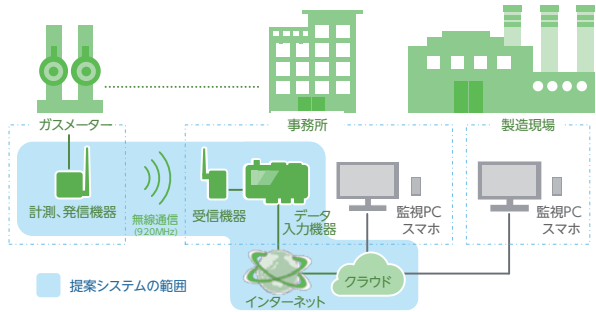 ガスメーター
事務所
製造現場
計測、発信機器
無線通信
(920MHz)
受信機器
データ
入力機器
監視PC
スマホ
監視PC
スマホ
インターネット
クラウド
提案システムの範囲